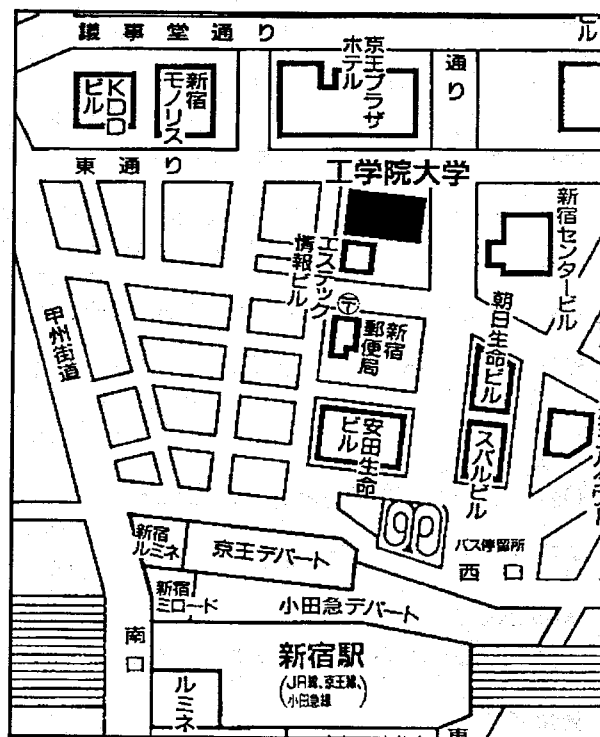 議事堂通り
ビル
KDD
ビル
新宿
モノリス
京王プラザ
ホテル
通り
東通り
工学院大学
新宿センタービル
エステック
情報ビル
〒
新宿
郵便局
朝日生命ビル
甲州街道
安田生命
ビル
スバルビル
バス停留所
西口
新宿
ルミネ
京王デパート
新宿
ミロード
小田急デパート
南口
新宿駅
(JR線、京王線、
小田急線)
ルミネ
東